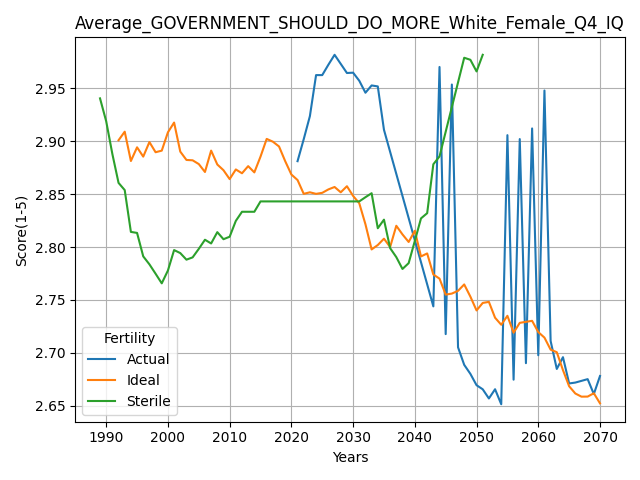 Average_GOVERNMENT_SHOULD_DO_MORE_White_Female_Q4_IQ
Score(1-5)
2.95
2.90
2.85
2.80
2.75
2.70
2.65
Fertility
Actual
Ideal
Sterile
1990
2000
2010
2020
2030
2040
2050
2060
2070
Years